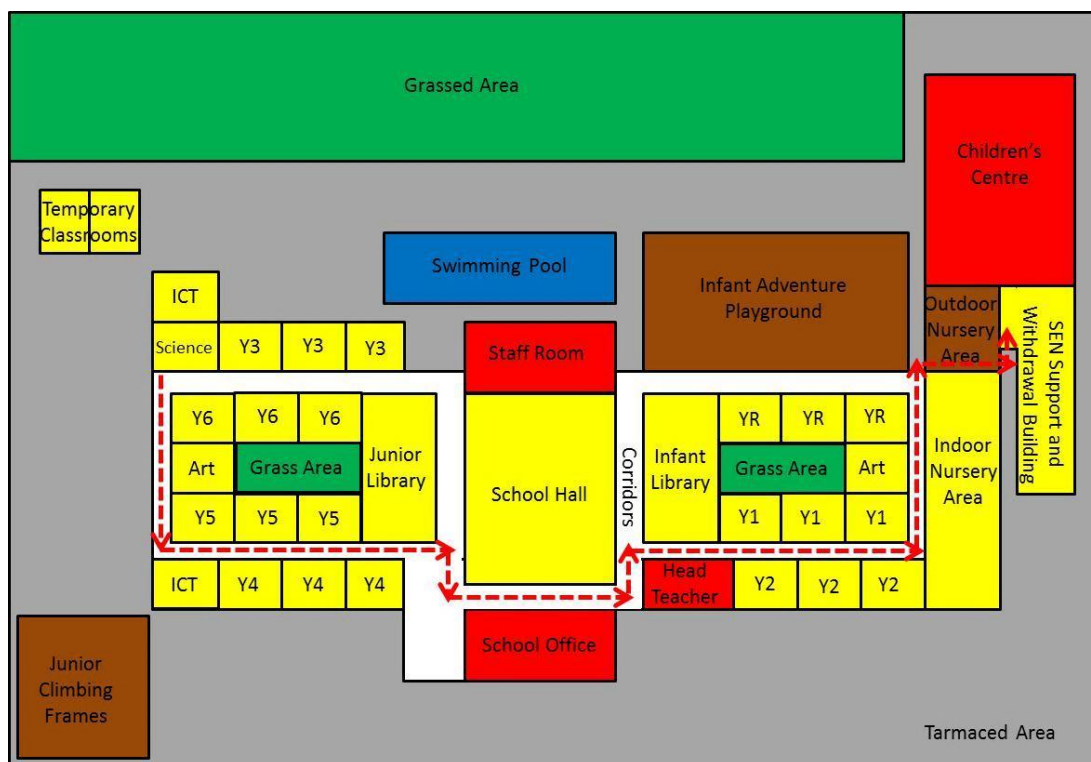 Grassed Area
Children's
Centre
Temporary
Classrooms
Swimming Pool
Infant Adventure
Playground
ICT
Outdoor
Nursery
Area
SEN Support and
Withdrawal Building
Science
Y3
Y3
Y3
Staff Room
Y6
Y6
Y6
Junior
Library
Art
Grass Area
Y5
Y5
Y5
School Hall
Corridors
Infant
Library
YR
YR
YR
Grass Area
Art
Y1
Y1
Y1
Indoor
Nursery
Area
ICT
Y4
Y4
Y4
Head
Teacher
Y2
Y2
Y2
School Office
Junior
Climbing
Frames
Tarmaced Area